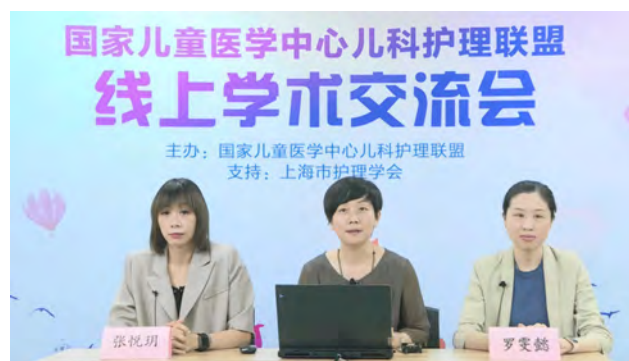 国家儿童医学中心儿科护理联盟
线上学术交流会
主办：国家儿童医学中心儿科护理联盟
支持：上海市护理学会
张悦玥
罗雯懿